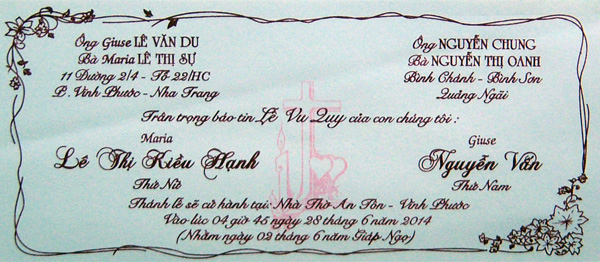 Ông Giuse LÊ VĂN DU
Bà Maria LÊ THỊ SỰ
11 Đường 2/4 - Tổ 22/HC
P. Vĩnh Phước - Nha Trang
Ông NGUYỄN CHUNG
Bà NGUYỄN THỊ OANH
Bình Chánh - Bình Sơn
Quảng Ngãi
Trân trọng báo tin Lễ Vu Quy của con chúng tôi :
Maria
Lê Thị Kiều Hạnh
Thứ Nữ
Giuse
Nguyễn Văn
Thứ Nam
Thánh lễ sẽ cử hành tại: Nhà Thờ An Tôn - Vĩnh Phước
Vào lúc 04 giờ 45 ngày 28 tháng 6 năm 2014
(Nhằm ngày 02 tháng 6 năm Giáp Ngọ)